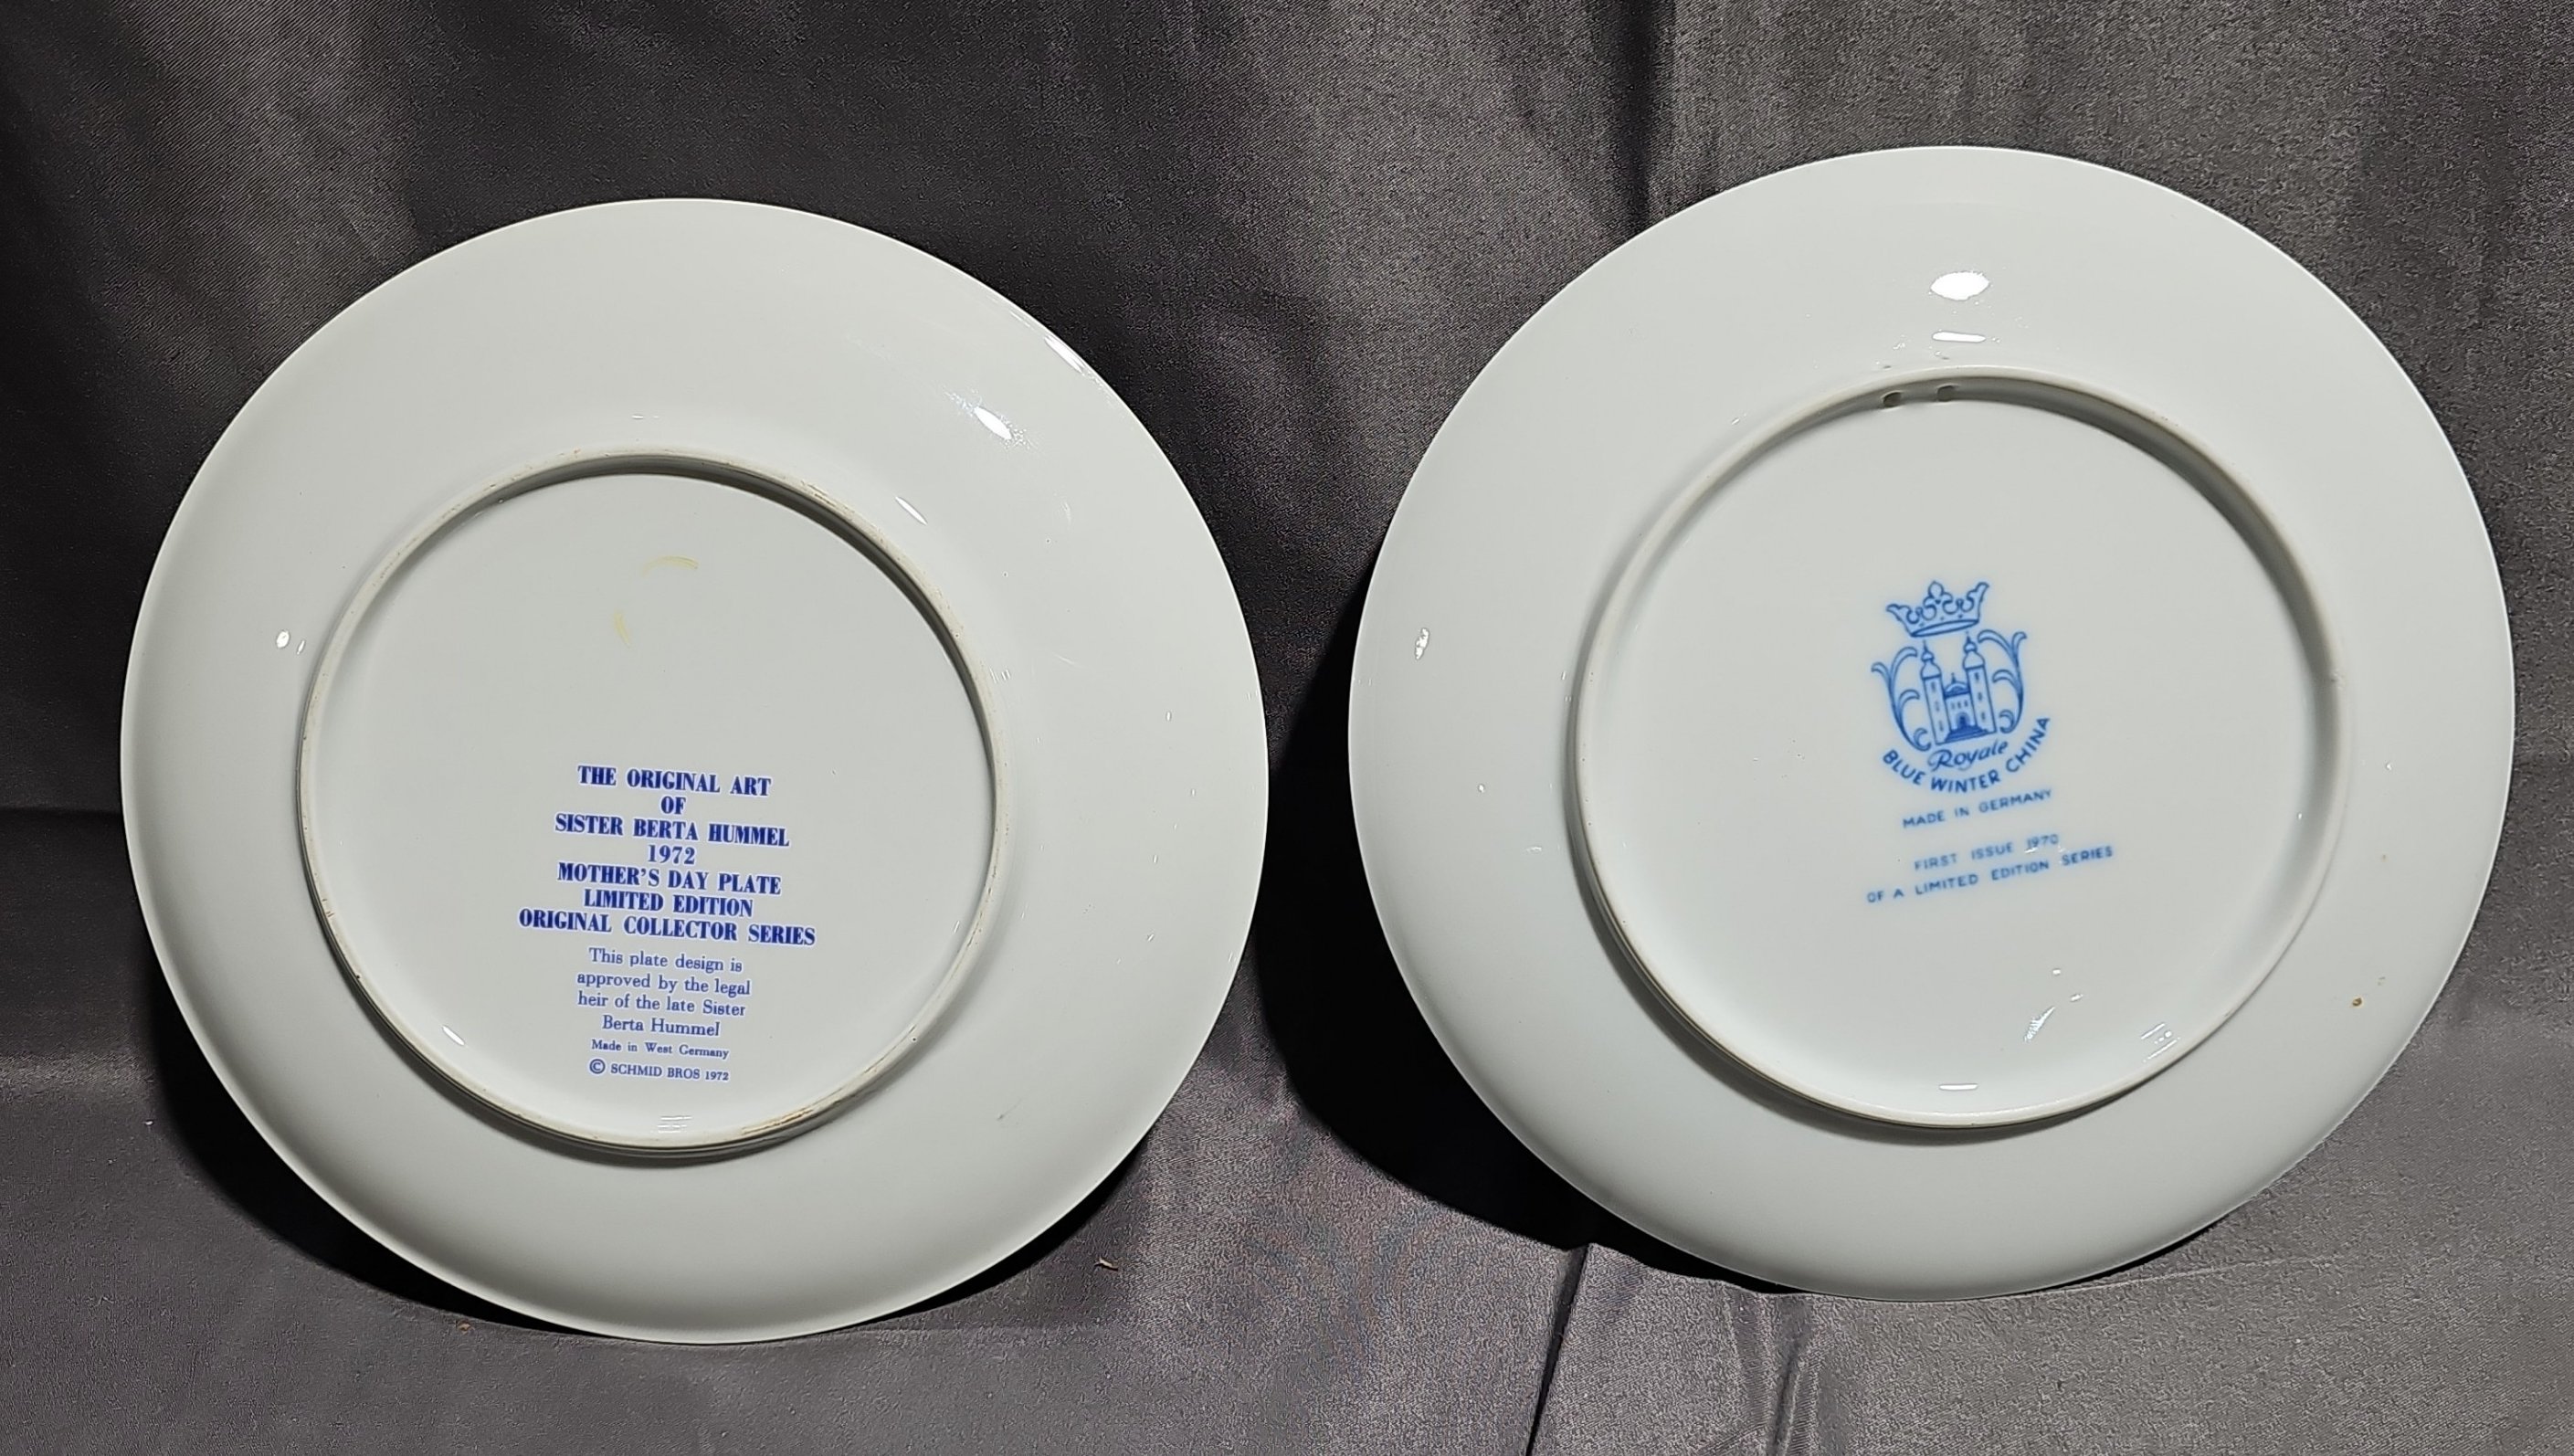 THE ORIGINAL ART
OF
SISTER BERTA HUMMEL
1972
MOTHER'S DAY PLATE
LIMITED EDITION
ORIGINAL COLLECTOR SERIES
This plate design is
approved by the legal
heir of the late Sister
Berta Hummel
Made in West Germany
© SCHMID BROS 1972
Royale
BLUE WINTER CHINA
MADE IN GERMANY
FIRST ISSUE 1970
OF A LIMITED EDITION SERIES